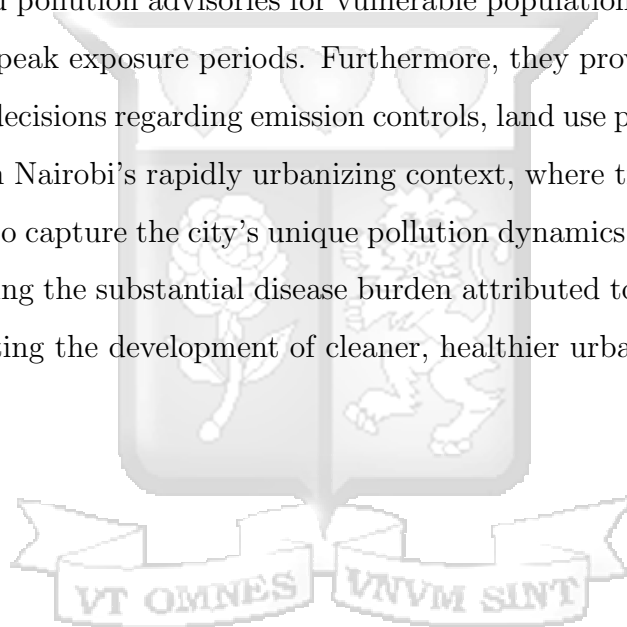 d pollution advisories for vulnerable population
peak exposure periods. Furthermore, they prov
decisions regarding emission controls, land use p
n Nairobi's rapidly urbanizing context, where t
o capture the city's unique pollution dynamics
ing the substantial disease burden attributed to
ting the development of cleaner, healthier urba
VT OMNES VNVM SINT